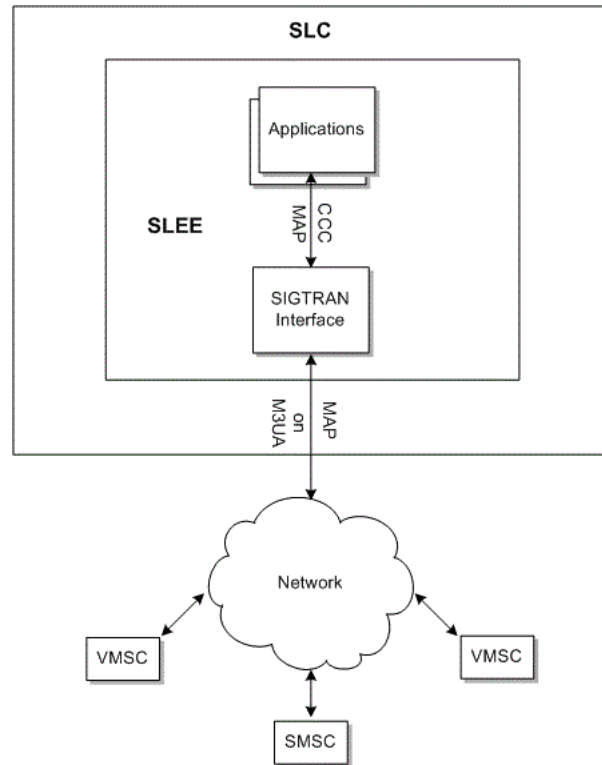 SLC
Applications
CCC
MAP
SLEE
SIGTRAN
Interface
MAP
on
M3UA
Network
VMSC
VMSC
SMSC